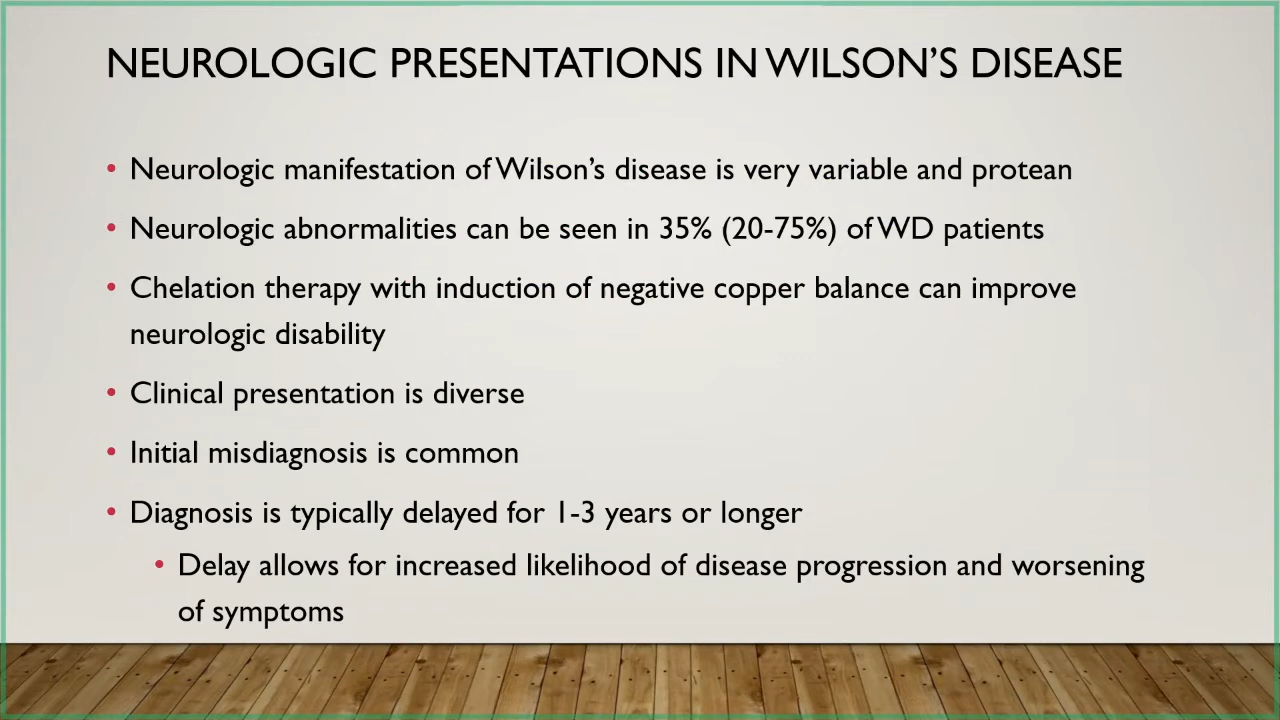 NEUROLOGIC PRESENTATIONS IN WILSON’S DISEASE
• Neurologic manifestation of Wilson’s disease is very variable and protean
• Neurologic abnormalities can be seen in 35% (20-75%) of WD patients
• Chelation therapy with induction of negative copper balance can improve
neurologic disability
• Clinical presentation is diverse
• Initial misdiagnosis is common
• Diagnosis is typically delayed for 1-3 years or longer
• Delay allows for increased likelihood of disease progression and worsening
of symptoms